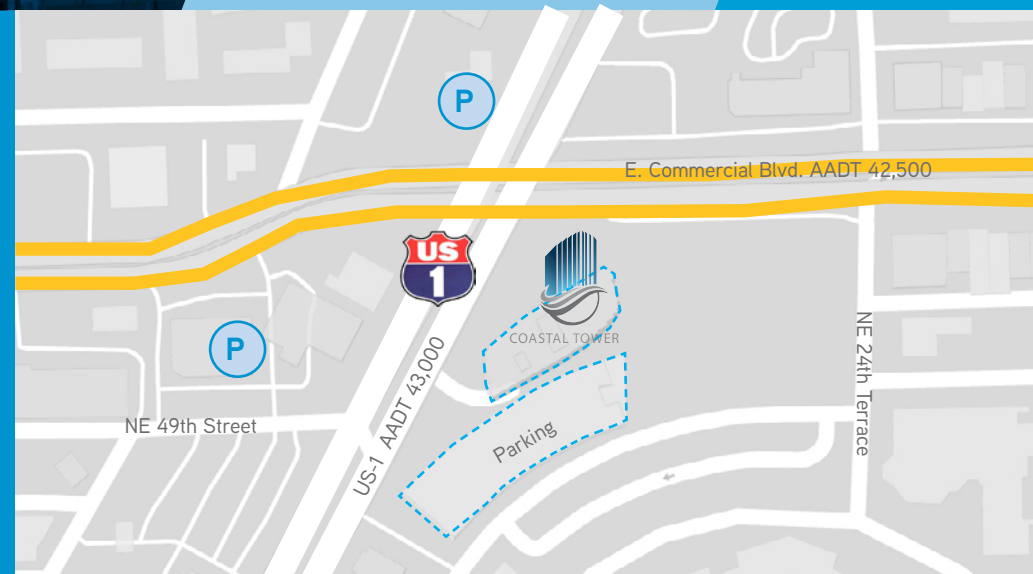 P
E. Commercial Blvd. AADT 42,500
US
1
COASTAL TOWER
P
US-1 AADT 43,000
NE 24th Terrace
NE 49th Street
Parking